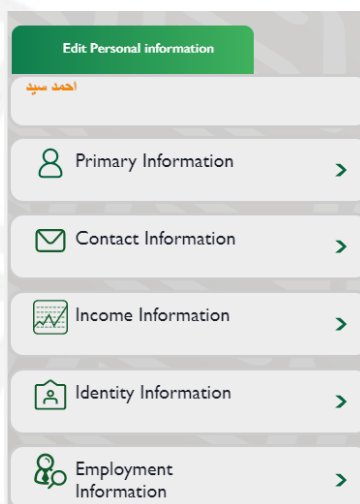 Edit Personal information
احمد سيد
Primary Information
Contact Information
Income Information
Identity Information
Employment
Information